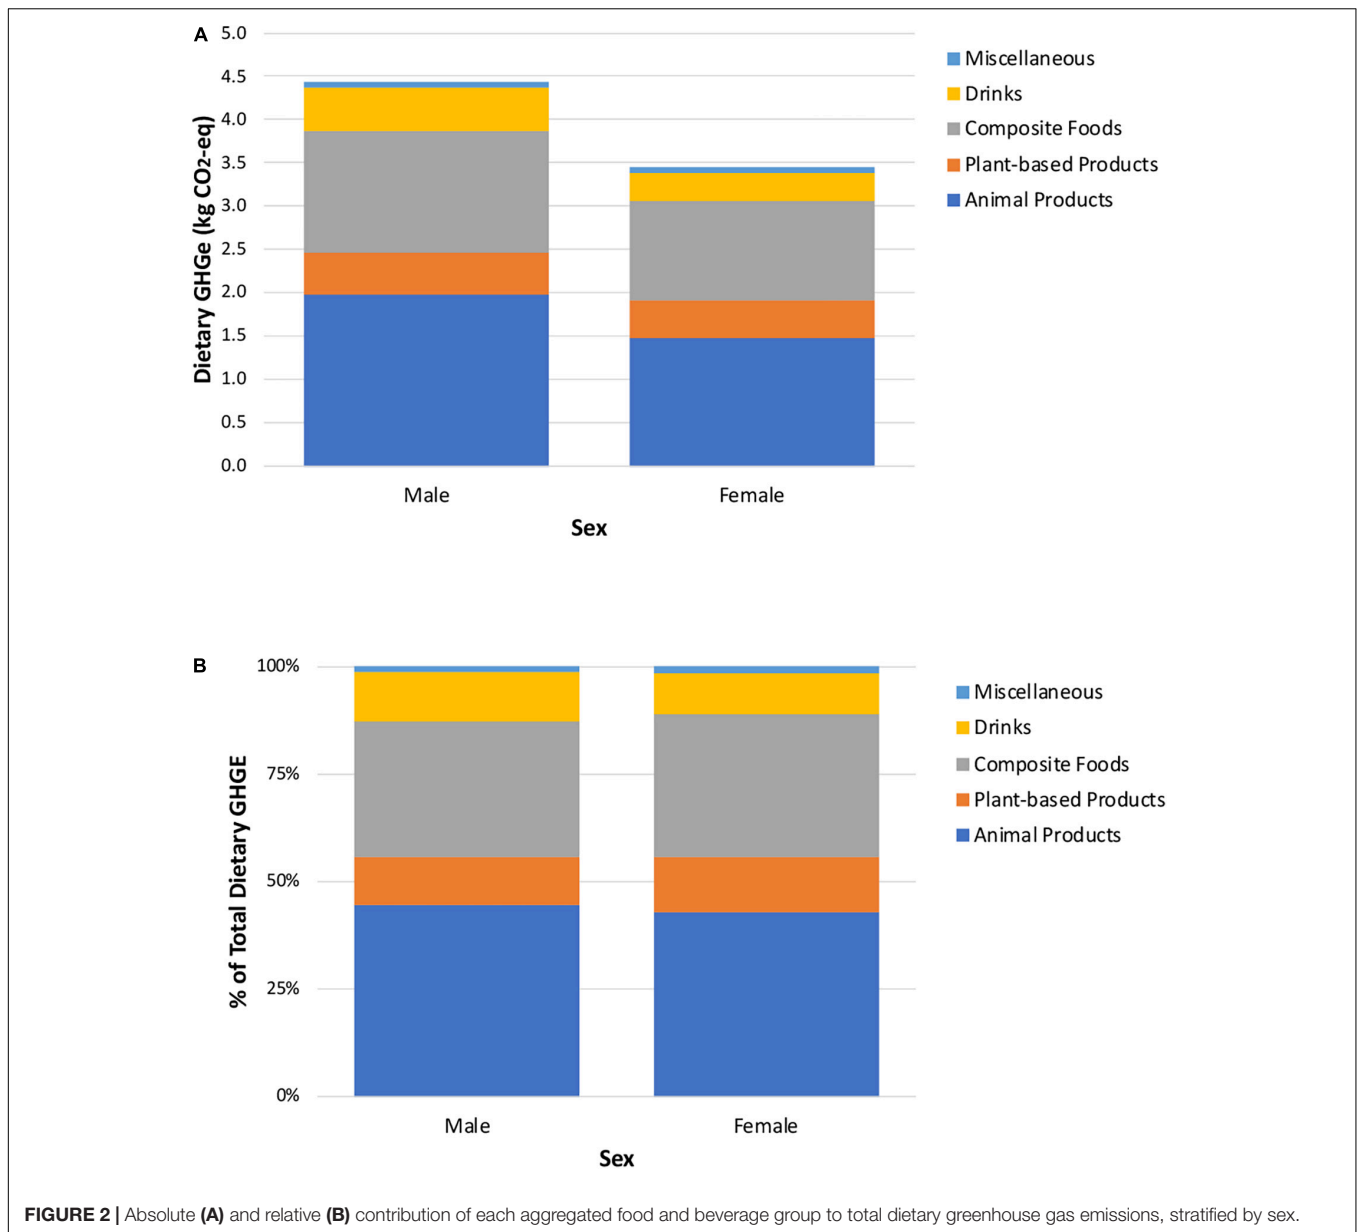 A
5.0
4.5
4.0
3.5
3.0
2.5
2.0
1.5
1.0
0.5
0.0
Dietary GHGe (kg CO2-eq)
Male
Female
Sex
Miscellaneous
Drinks
Composite Foods
Plant-based Products
Animal Products
B
100%
75%
50%
25%
0%
% of Total Dietary GHGE
Male
Female
Sex
Miscellaneous
Drinks
Composite Foods
Plant-based Products
Animal Products
FIGURE 2 | Absolute (A) and relative (B) contribution of each aggregated food and beverage group to total dietary greenhouse gas emissions, stratified by sex.